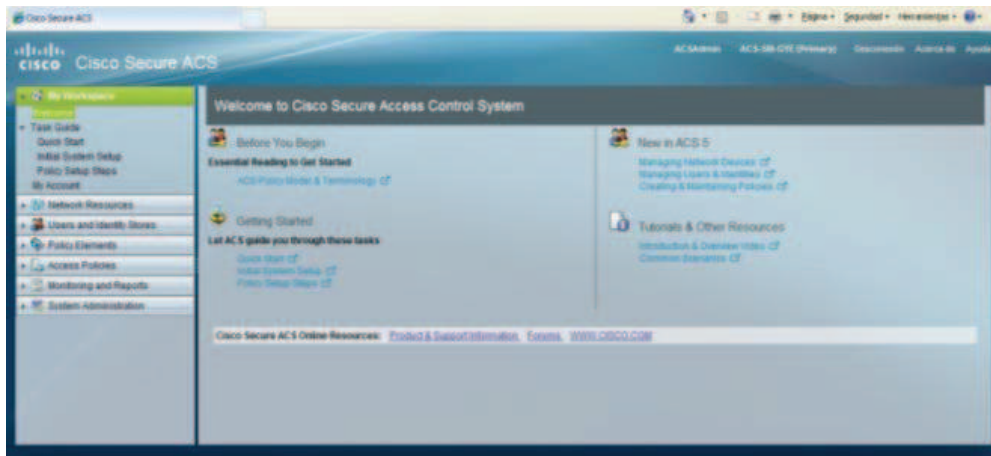 Cisco Secure ACS
Página Seguridad Herramientas
CISCO Cisco Secure ACS
ACSAdmin (Primary) Acerca de Ayuda
My Workspace
Welcome
Task Guide
Quick Start
Initial System Setup
Policy Setup Steps
My Account
Network Resources
Users and Identity Stores
Policy Elements
Access Policies
Monitoring and Reports
System Administration
Welcome to Cisco Secure Access Control System
Before You Begin
Essential Reading to Get Started
ACS Policy Model & Terminology
Getting Started
Let ACS guide you through these tasks
Quick Start
Initial System Setup
Policy Setup Steps
New in ACS 5
Managing Network Devices
Managing Users & Identities
Creating & Maintaining Policies
Tutorials & Other Resources
Introduction & Overview Video
Common Scenarios
Cisco Secure ACS Online Resources: Product & Support Information, Forums, WWW.CISCO.COM